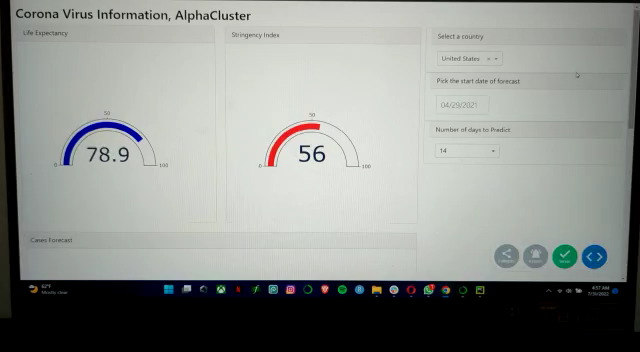 Corona Virus Information, AlphaCluster
Life Expectancy
Stringency Index
Select a country
United States
Pick the start date of forecast
04/29/2021
Number of days to Predict
14
50
0
78.9
100
50
0
56
100
Cases Forecast
62°F
Mostly clear
4:57 AM
7/31/2022